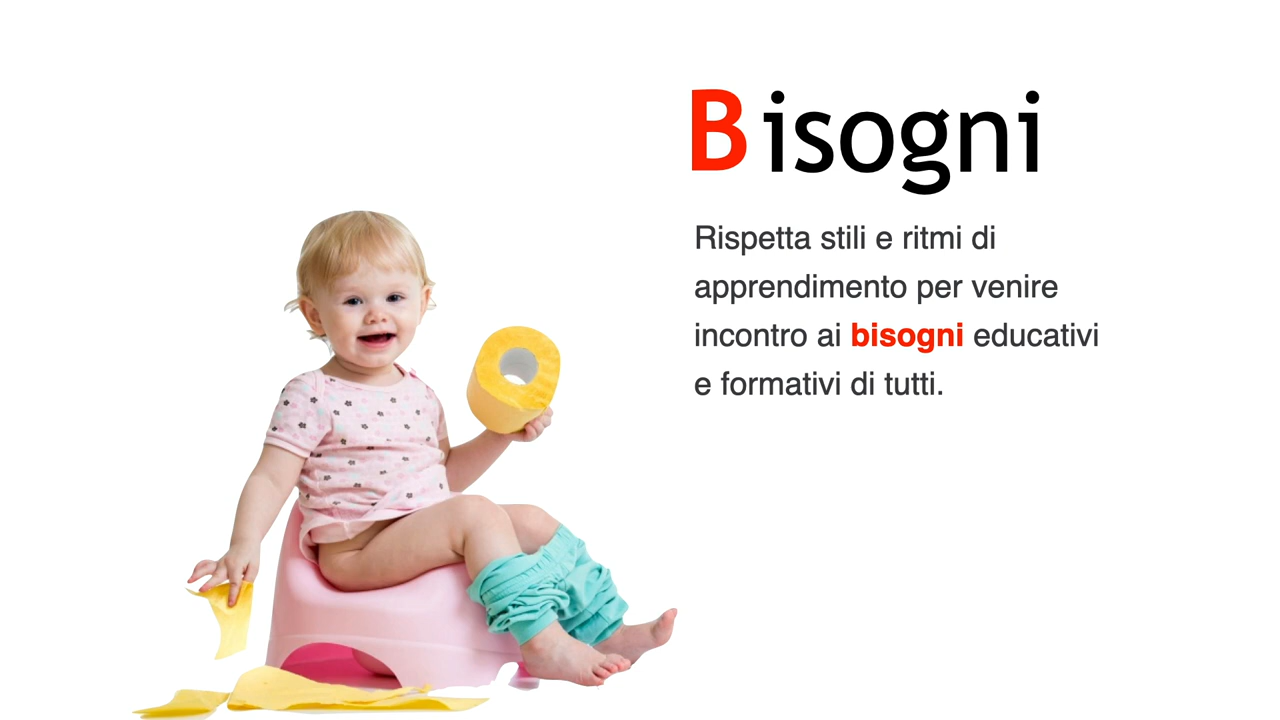 Bisogni
Rispetta stili e ritmi di
apprendimento per venire
incontro ai bisogni educativi
e formativi di tutti.